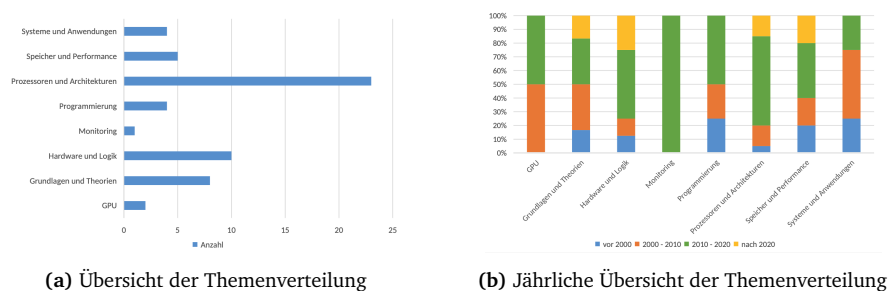 Systeme und Anwendungen
Speicher und Performance
Prozessoren und Architekturen
Programmierung
Monitoring
Hardware und Logik
Grundlagen und Theorien
GPU
0 5 10 15 20 25
Anzahl
(a) Übersicht der Themenverteilung
100%
90%
80%
70%
60%
50%
40%
30%
20%
10%
0%
GPU
Grundlagen und Theorien
Hardware und Logik
Monitoring
Programmierung
Prozessoren und Architekturen
Speicher und Performance
Systeme und Anwendungen
vor 2000 2000 - 2010 2010 - 2020 nach 2020
(b) Jährliche Übersicht der Themenverteilung